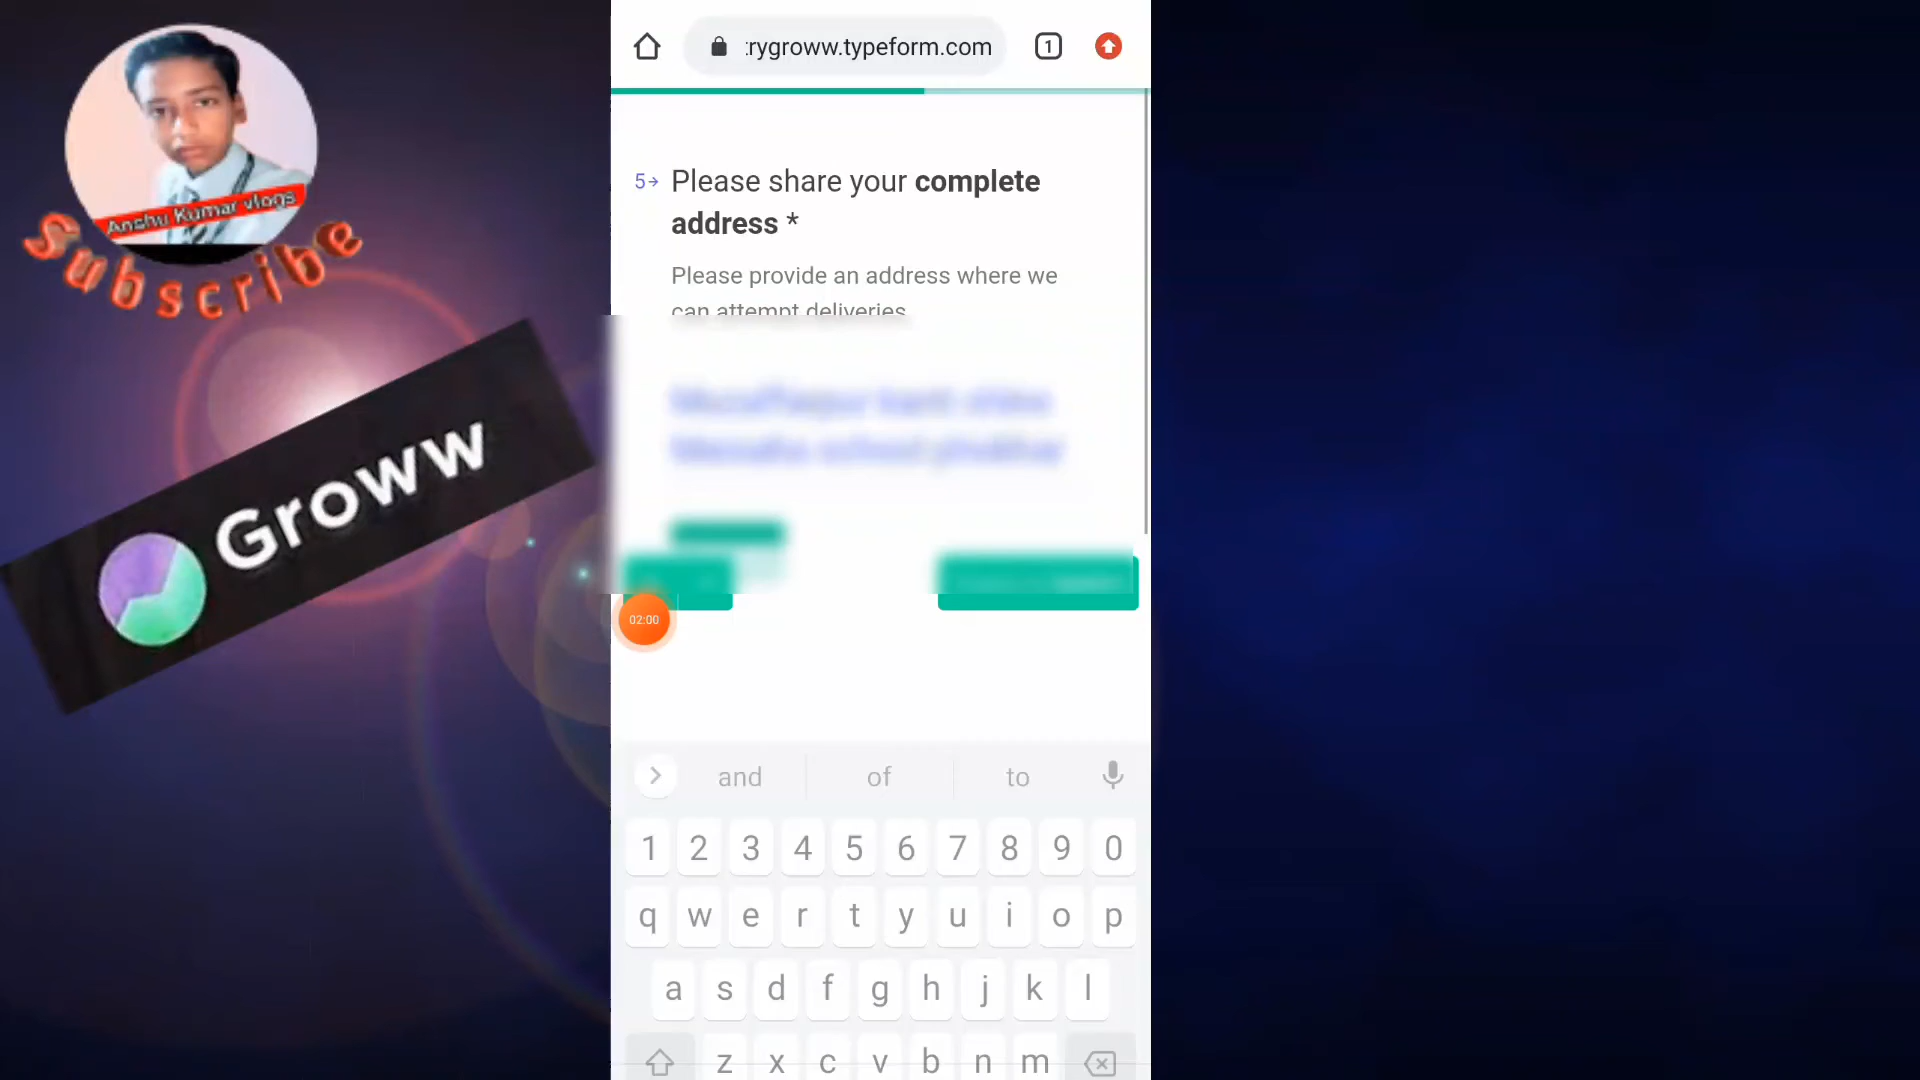 Anshu Kumar vlogs
Subscribe
Groww
:rygroww.typeform.com
1
5→ Please share your complete
address *
Please provide an address where we
can attempt deliveries
02:00
and of to
1 2 3 4 5 6 7 8 9 0
q w e r t y u i o p
a s d f g h j k l
z x c v b n m